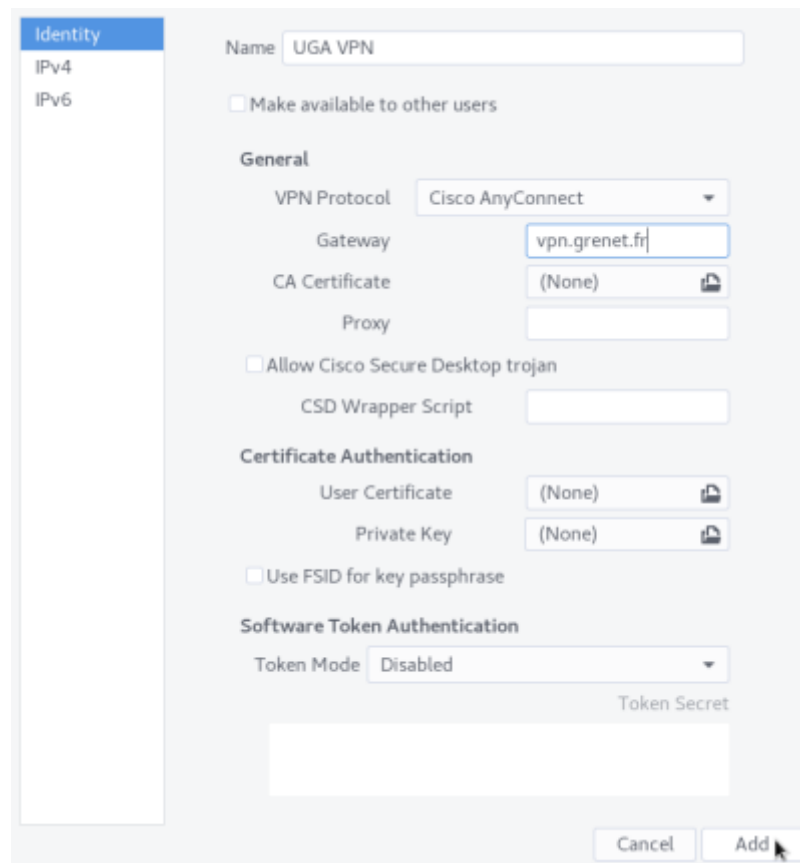 Identity
IPv4
IPv6
Name UGA VPN
Make available to other users
General
VPN Protocol Cisco AnyConnect
Gateway vpn.grenet.fr
CA Certificate (None)
Proxy
Allow Cisco Secure Desktop trojan
CSD Wrapper Script
Certificate Authentication
User Certificate (None)
Private Key (None)
Use FSID for key passphrase
Software Token Authentication
Token Mode Disabled
Token Secret
Cancel Add